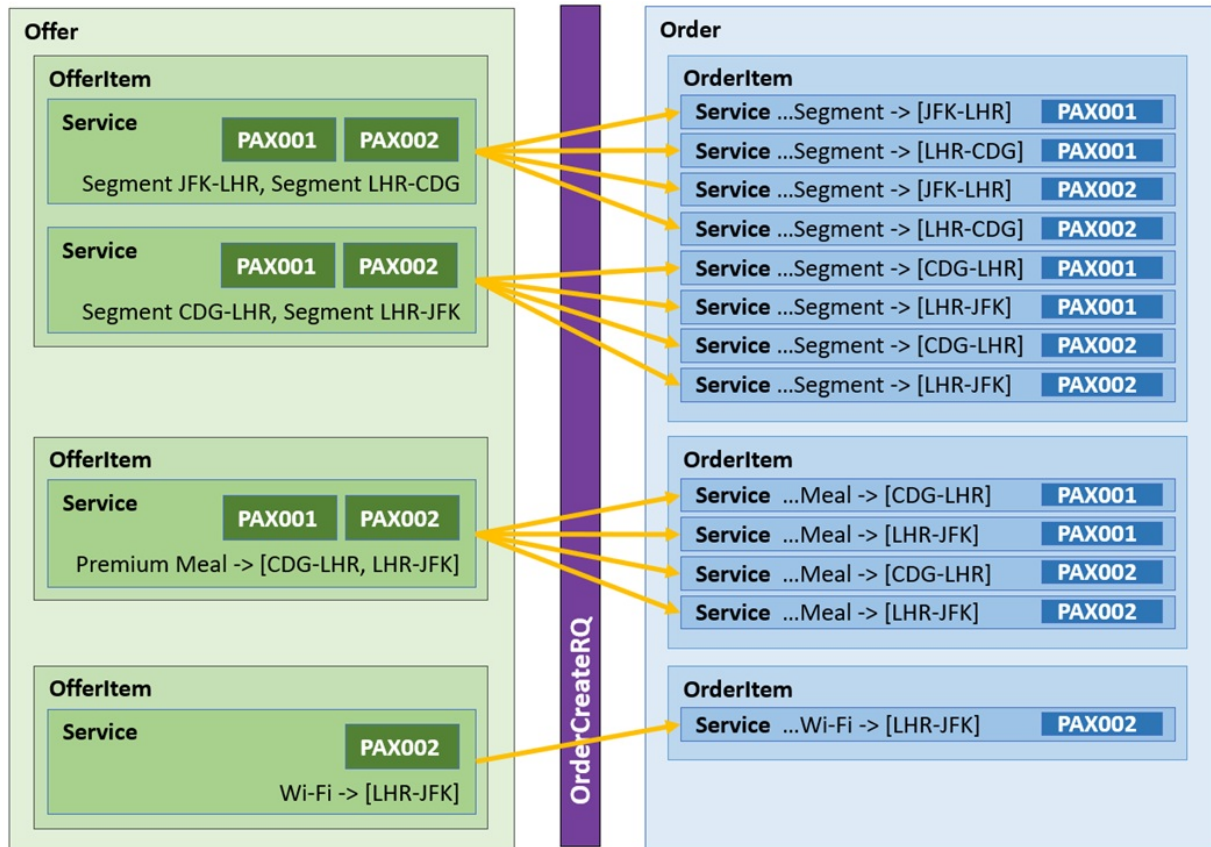 Offer
OfferItem
Service
PAX001 PAX002
Segment JFK-LHR, Segment LHR-CDG
Service
PAX001 PAX002
Segment CDG-LHR, Segment LHR-JFK
OfferItem
Service
PAX001 PAX002
Premium Meal -> [CDG-LHR, LHR-JFK]
OfferItem
Service
PAX002
Wi-Fi -> [LHR-JFK]
OrderCreateRQ
Order
OrderItem
Service ...Segment -> [JFK-LHR] PAX001
Service ...Segment -> [LHR-CDG] PAX001
Service ...Segment -> [JFK-LHR] PAX002
Service ...Segment -> [LHR-CDG] PAX002
Service ...Segment -> [CDG-LHR] PAX001
Service ...Segment -> [LHR-JFK] PAX001
Service ...Segment -> [CDG-LHR] PAX002
Service ...Segment -> [LHR-JFK] PAX002
OrderItem
Service ...Meal -> [CDG-LHR] PAX001
Service ...Meal -> [LHR-JFK] PAX001
Service ...Meal -> [CDG-LHR] PAX002
Service ...Meal -> [LHR-JFK] PAX002
OrderItem
Service ...Wi-Fi -> [LHR-JFK] PAX002